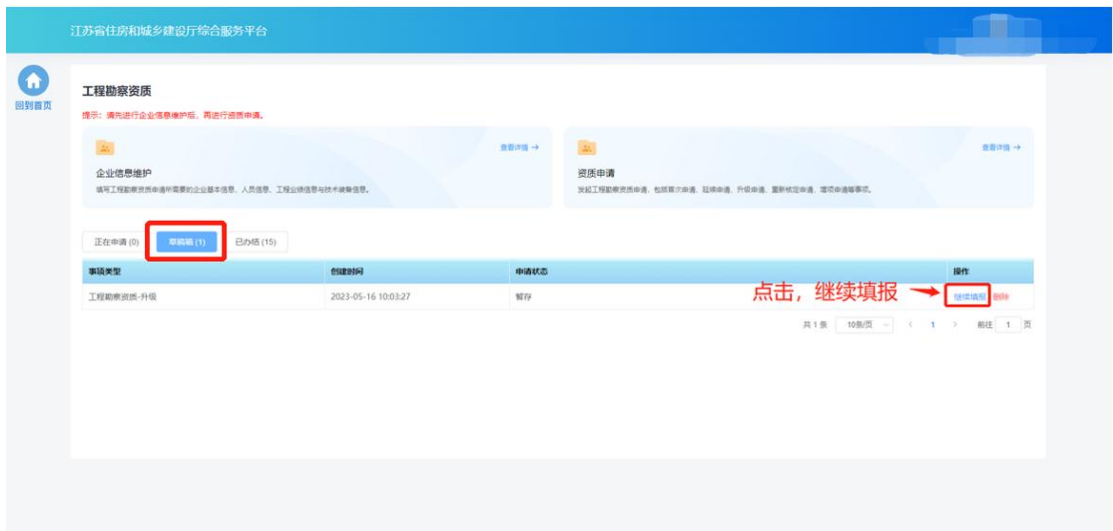 江苏省住房和城乡建设厅综合服务平台
回到首页
工程勘察资质
提示：请先进行企业信息维护后，再进行资质申请。
查看详情 →
查看详情 →
企业信息维护
资质申请
填写工程勘察资质申请所需要的企业基本信息、人员信息、工程业绩信息与技术装备信息。
发起工程勘察资质申请，包括首次申请、延续申请、升级申请、重新核定申请、增项申请等事项。
正在申请 (0) 草稿箱 (1) 已办结 (15)
事项类型 创建时间 申请状态 操作
工程勘察资质-升级 2023-05-16 10:03:27 暂存 点击，继续填报 继续填报 删除
共 1 条 10条/页 < 1 > 前往 1 页